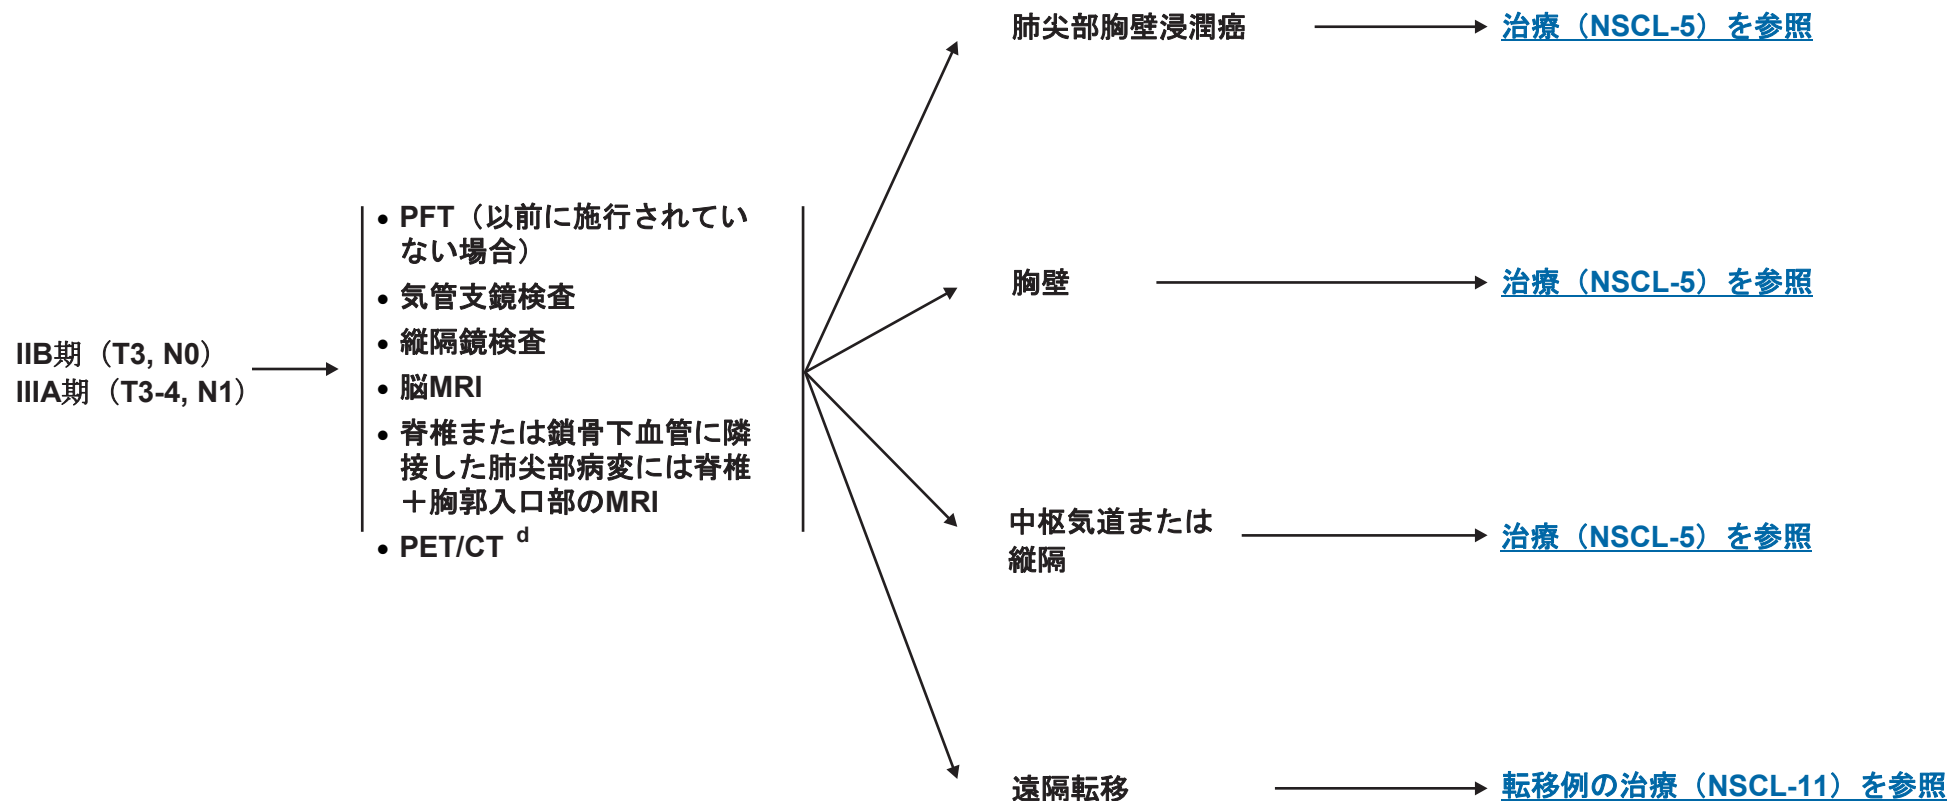 肺尖部胸壁浸潤癌
治療（NSCL-5）を参照
• PFT（以前に施行されてい
ない場合）
• 気管支鏡検査
• 縦隔鏡検査
• 脳MRI
• 脊椎または鎖骨下血管に隣
接した肺尖部病変には脊椎
＋胸郭入口部のMRI
• PET/CT d
胸壁
治療（NSCL-5）を参照
IIB期（T3, N0）
IIIA期（T3-4, N1）
中枢気道または
縦隔
治療（NSCL-5）を参照
遠隔転移
転移例の治療（NSCL-11）を参照